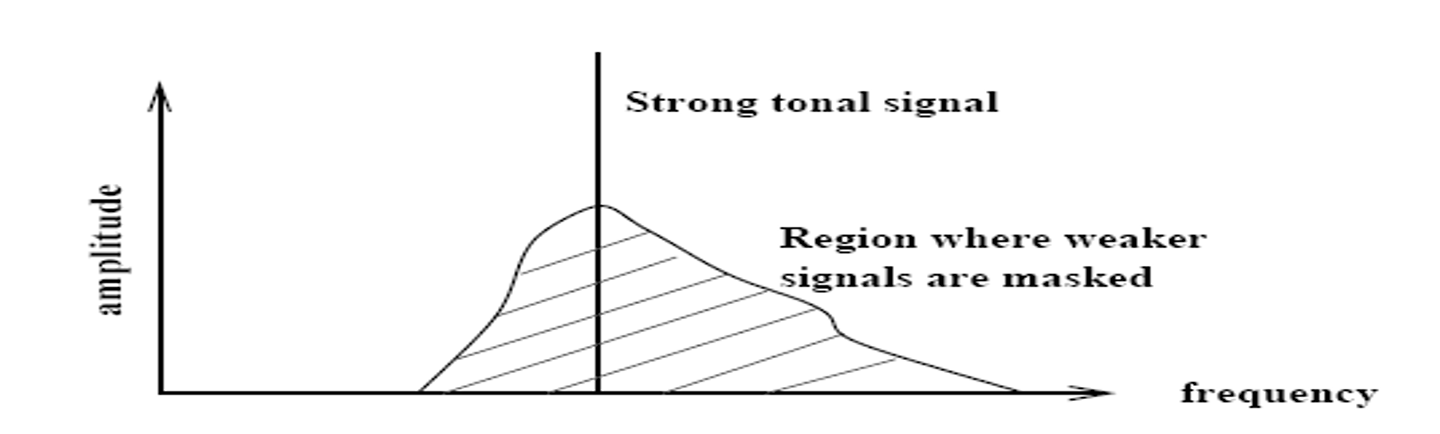 Strong tonal signal
amplitude
Region where weaker
signals are masked
frequency